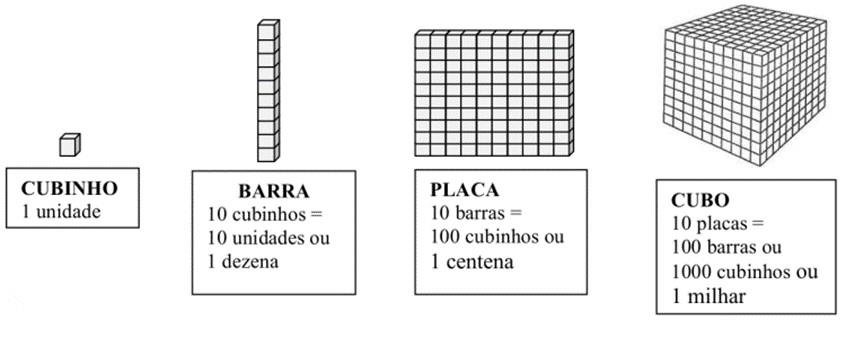 CUBINHO
1 unidade
BARRA
10 cubinhos =
10 unidades ou
1 dezena
PLACA
10 barras =
100 cubinhos ou
1 centena
CUBO
10 placas =
100 barras ou
1000 cubinhos ou
1 milhar